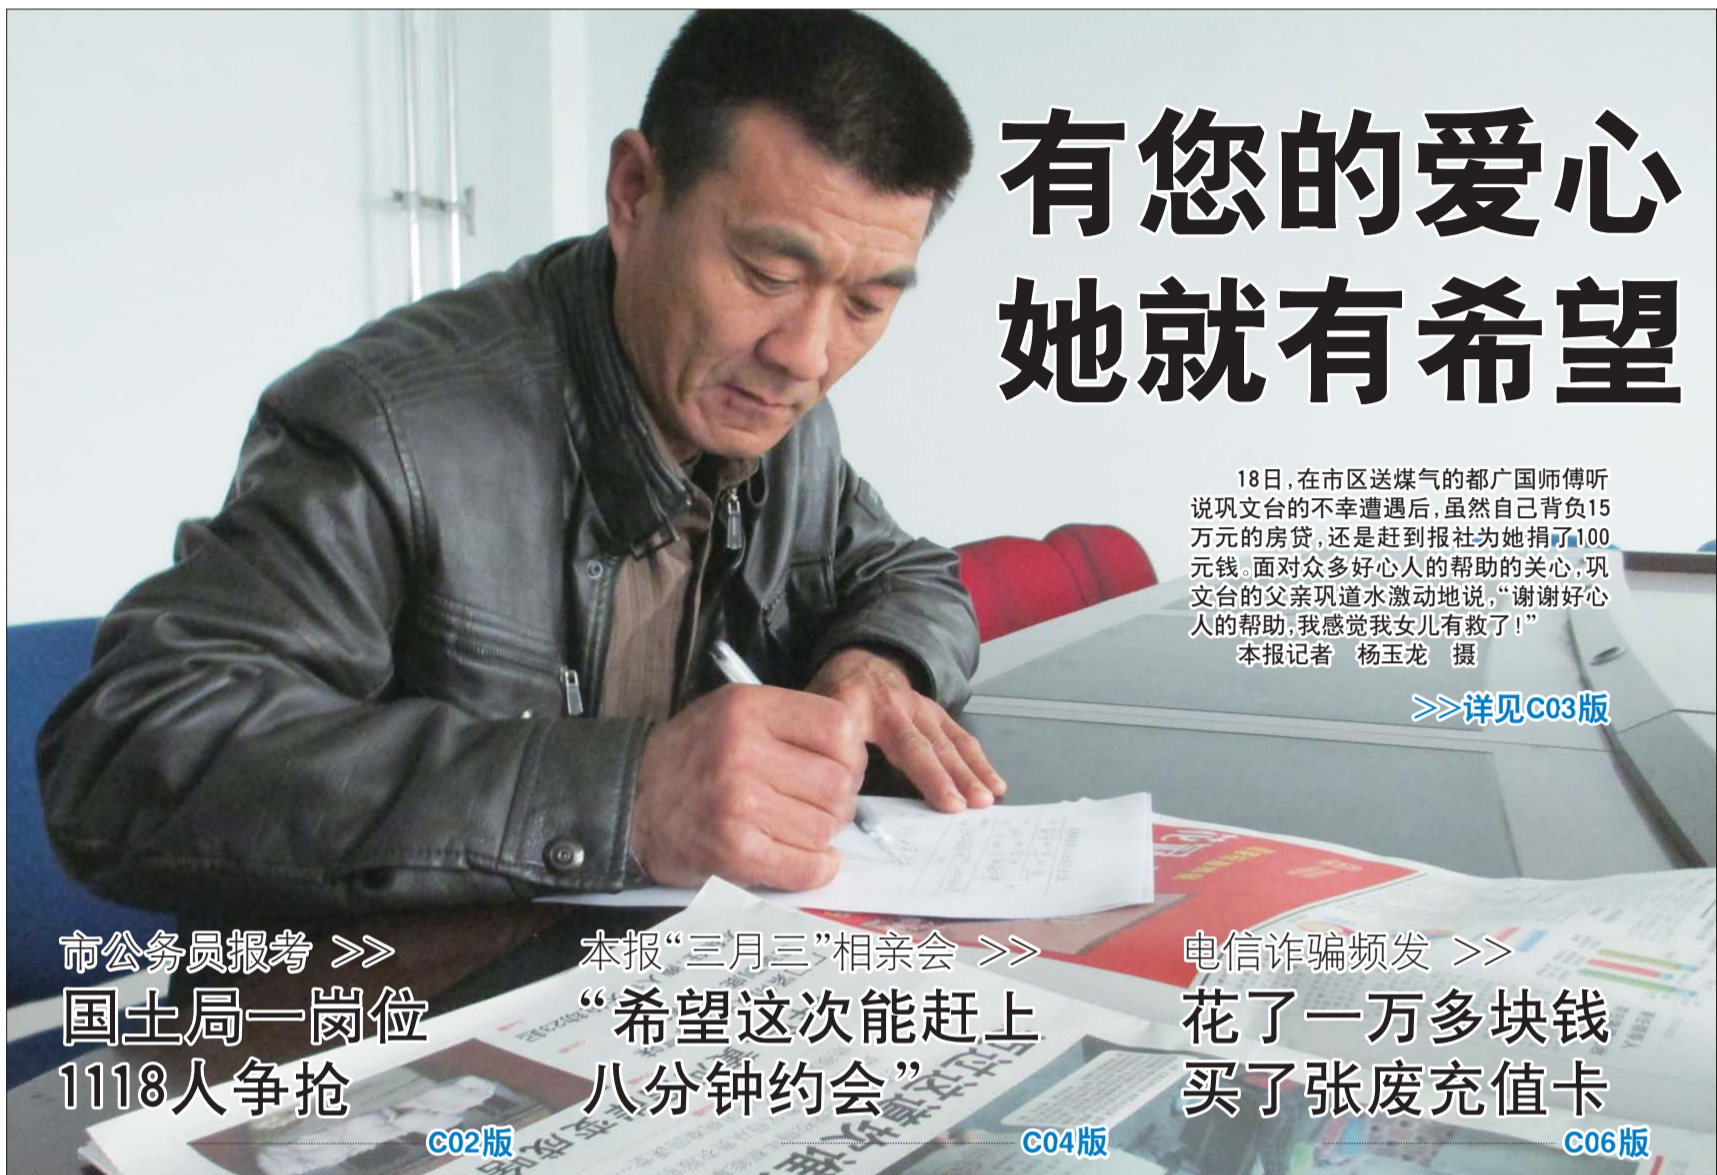 有您的爱心
她就有希望
18日,在市区送煤气的都广国师傅听
说巩文台的不幸遭遇后,虽然自己背负15
万元的房贷,还是赶到报社为她捐了100
元钱。面对众多好心人的帮助的关心,巩
文台的父亲巩道水激动地说,“谢谢好心
人的帮助,我感觉我女儿有救了!”
本报记者 杨玉龙 摄
>>详见C03版
市公务员报考 >>
国土局一岗位
1118人争抢
C02版
本报“三月三”相亲会 >>
“希望这次能赶上
八分钟约会”
C04版
电信诈骗频发 >>
花了一万多块钱
买了张废充值卡
C06版